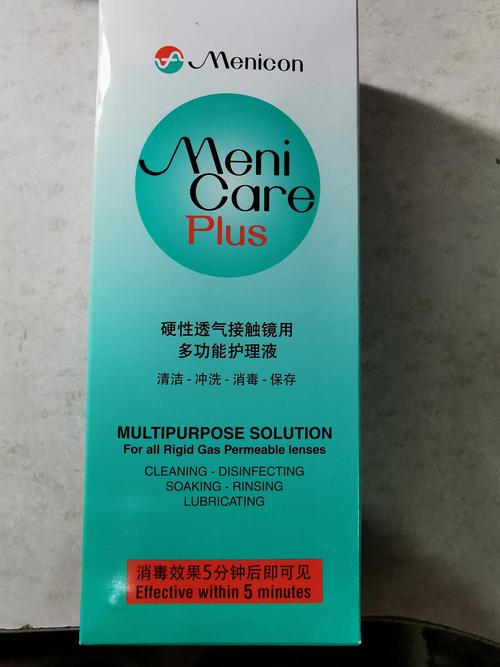 Menicon
Meni
Care
Plus
硬性透气接触镜用
多功能护理液
清洁 - 冲洗 - 消毒 - 保存
MULTIPURPOSE SOLUTION
For all Rigid Gas Permeable lenses
CLEANING - DISINFECTING
SOAKING - RINSING
LUBRICATING
消毒效果5分钟后即可见
Effective within 5 minutes